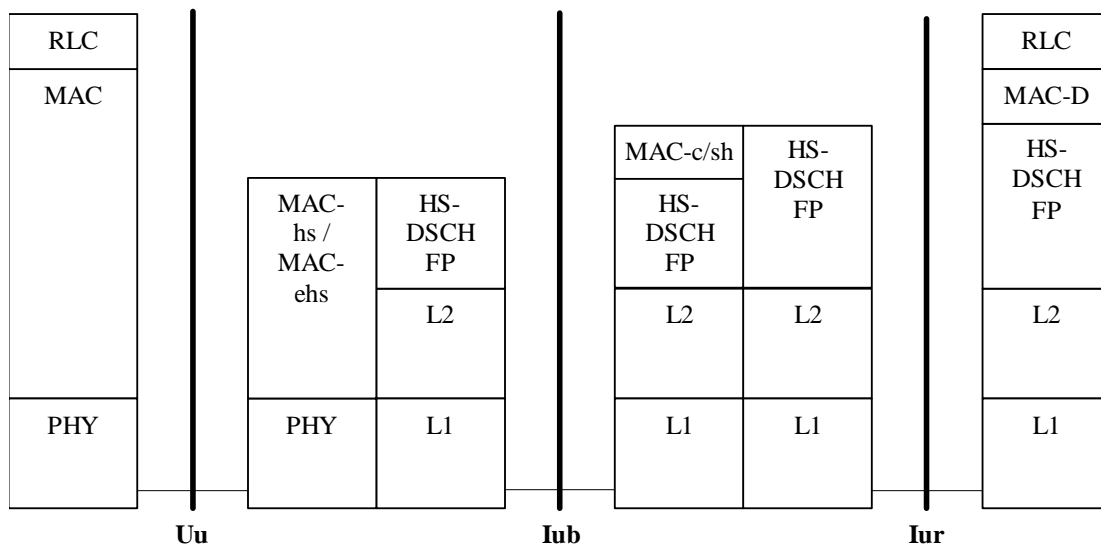 RLC
MAC
PHY
MAC-
hs /
MAC-
ehs
PHY
HS-
DSCH
FP
L2
L1
MAC-c/sh
HS-
DSCH
FP
L2
L1
HS-
DSCH
FP
L2
L1
RLC
MAC-D
HS-
DSCH
FP
L2
L1
Uu
Iub
Iur